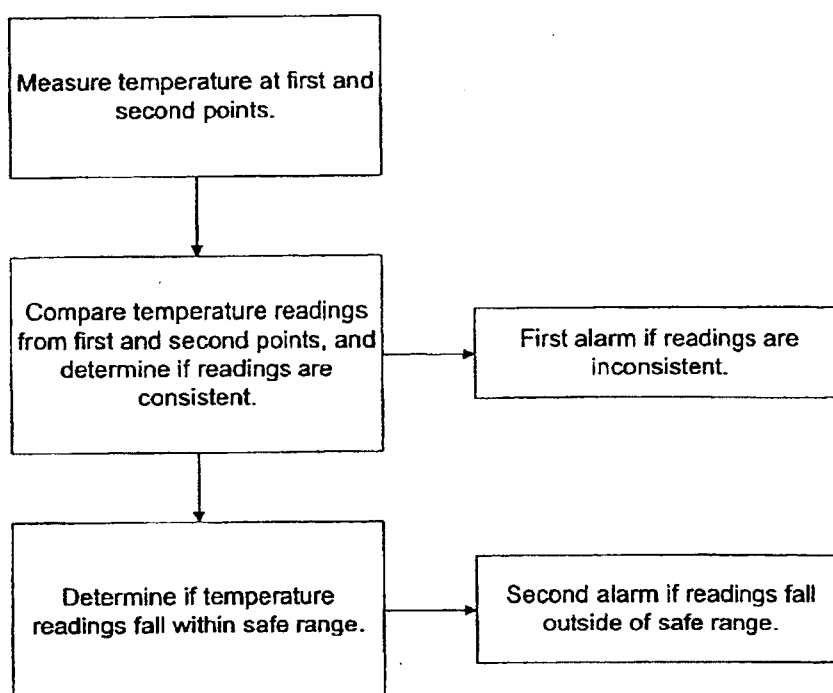 Measure temperature at first and
second points.
Compare temperature readings
from first and second points, and
determine if readings are
consistent.
First alarm if readings are
inconsistent.
Determine if temperature
readings fall within safe range.
Second alarm if readings fall
outside of safe range.